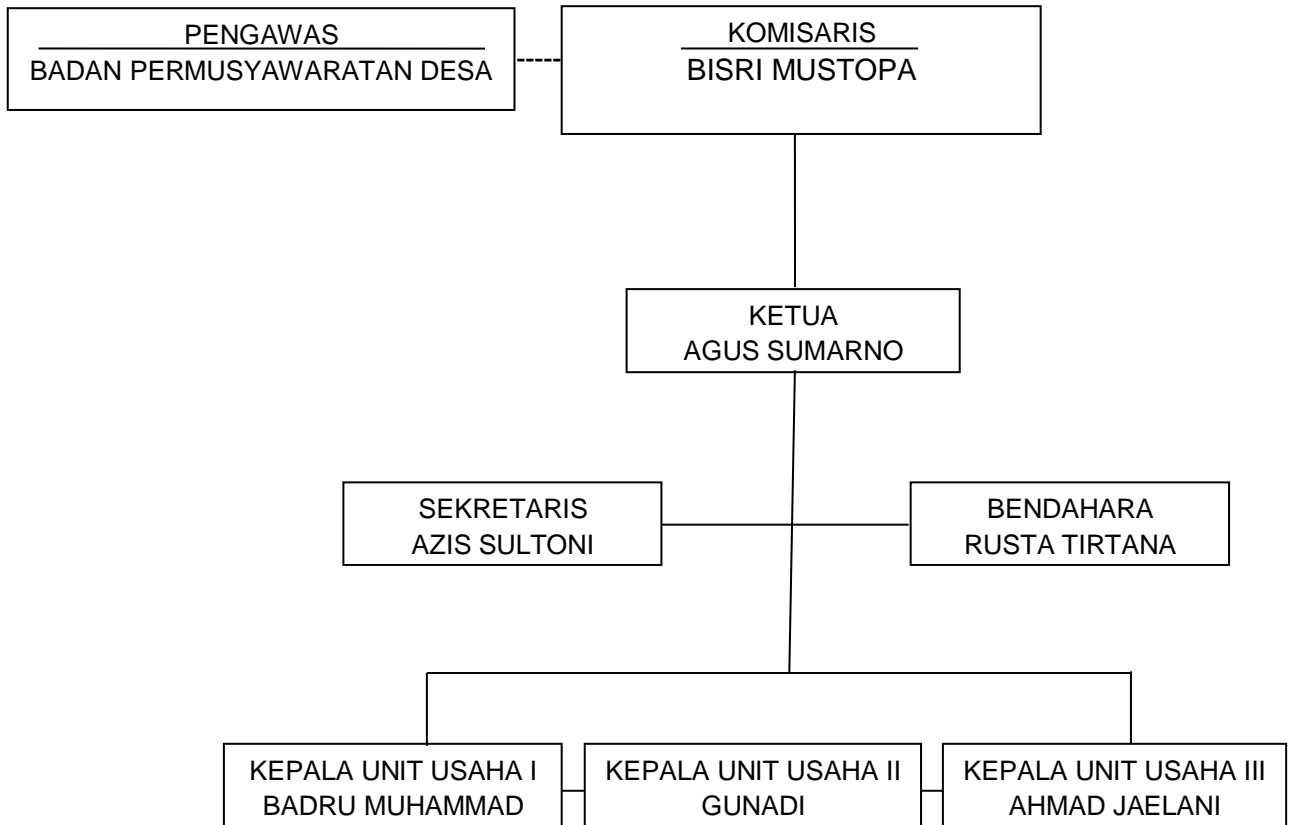 PENGAWAS
BADAN PERMUSYAWARATAN DESA
KOMISARIS
BISRI MUSTOPA
KETUA
AGUS SUMARNO
SEKRETARIS
AZIS SULTONI
BENDAHARA
RUSTA TIRTANA
KEPALA UNIT USAHA I
BADRU MUHAMMAD
KEPALA UNIT USAHA II
GUNADI
KEPALA UNIT USAHA III
AHMAD JAELANI